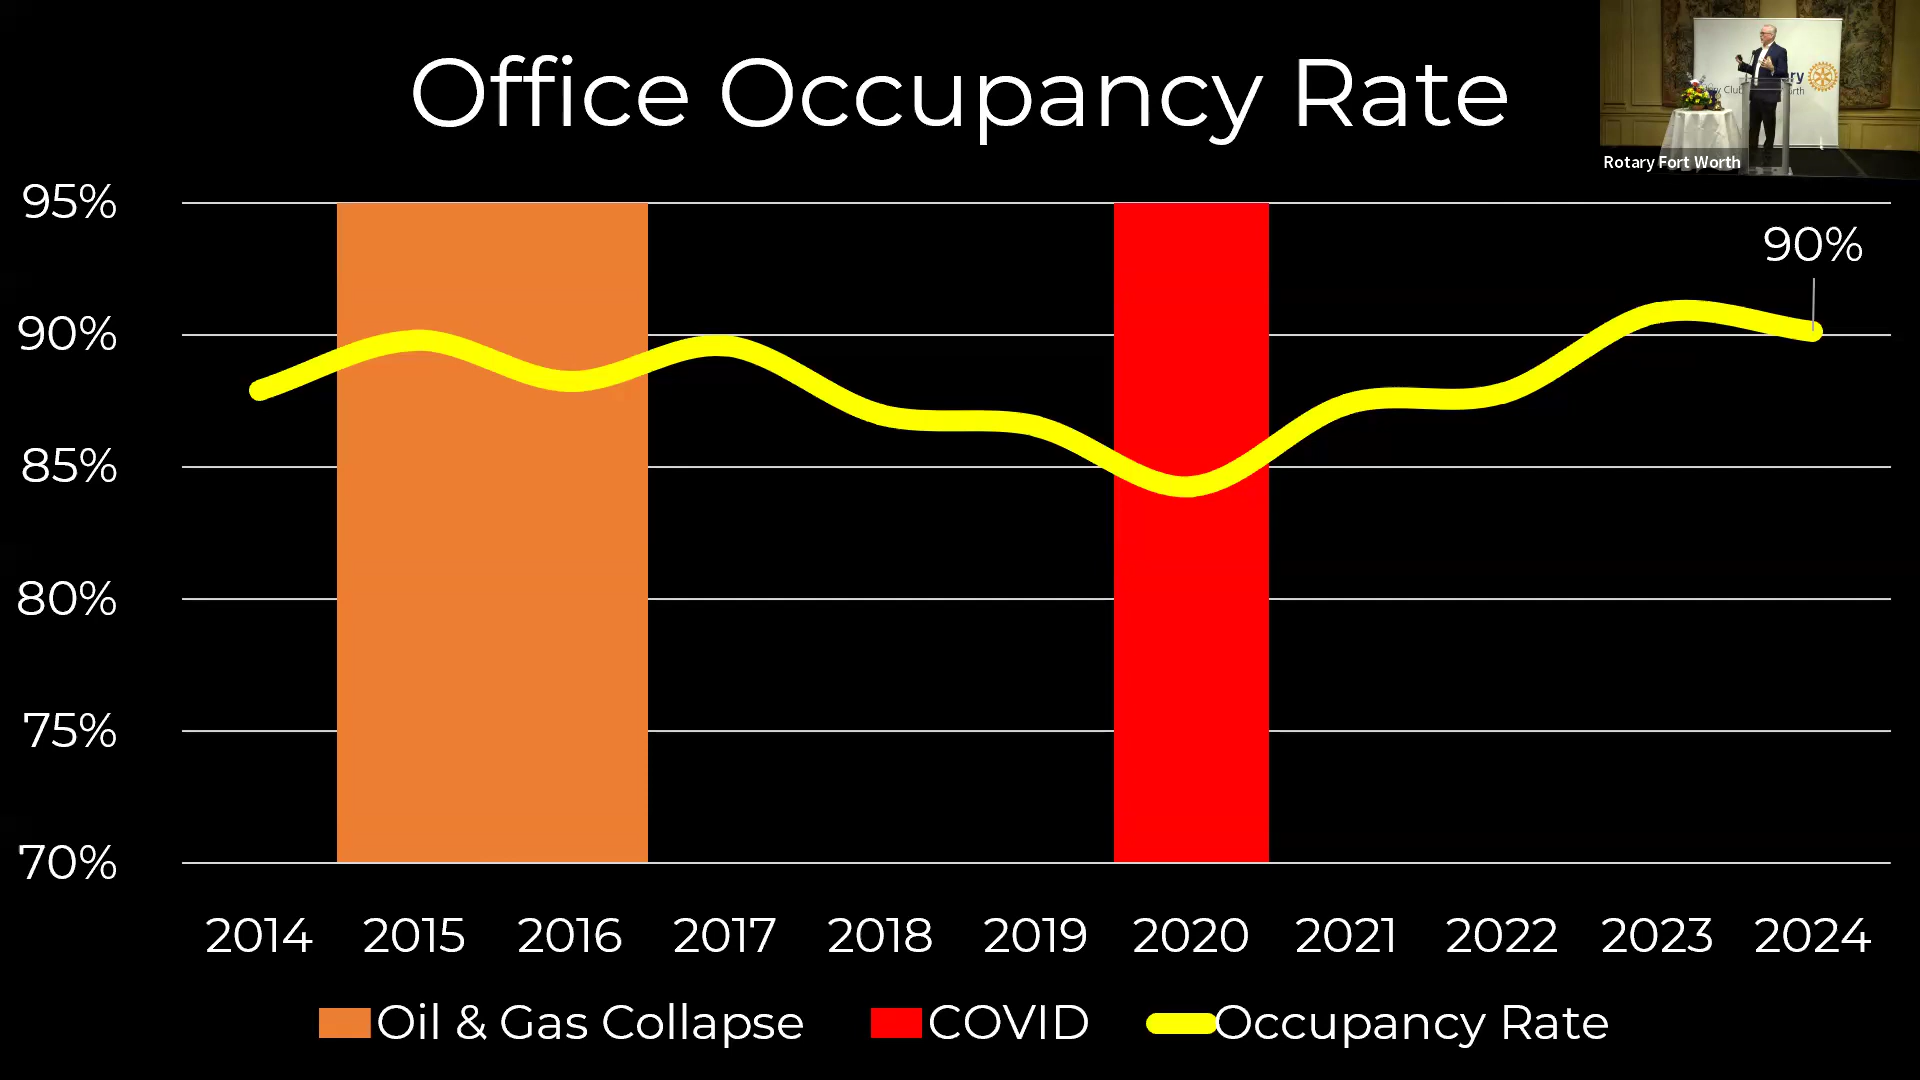 Office Occupancy Rate
Rotary Fort Worth
95%
90%
90%
85%
80%
75%
70%
2014 2015 2016 2017 2018 2019 2020 2021 2022 2023 2024
Oil & Gas Collapse COVID Occupancy Rate